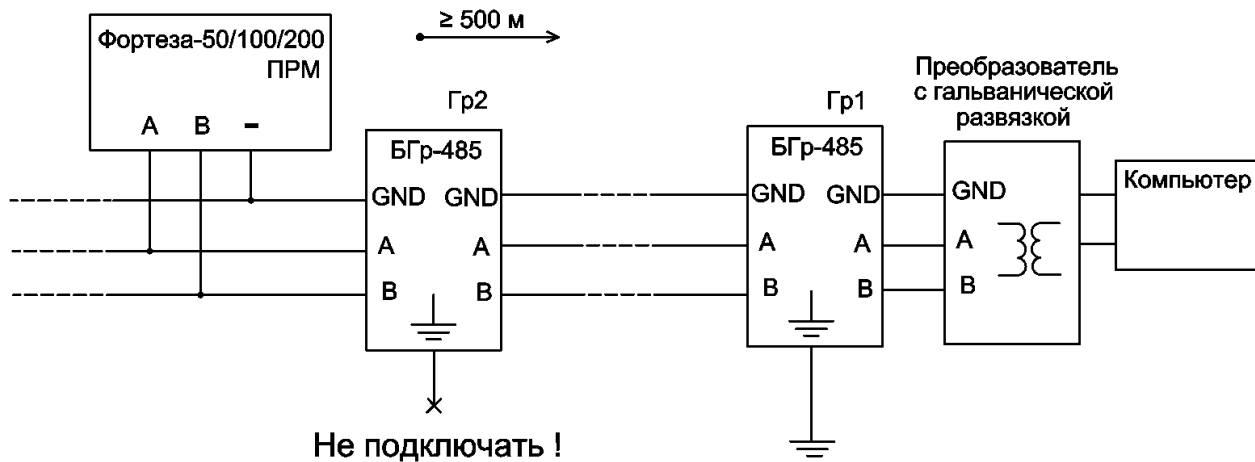 Фортеза-50/100/200
ПРМ
А В –
≥ 500 м
Гр2
БГр-485
GND GND
А А
В В
Не подключать !
Гр1
БГр-485
GND GND
А А
В В
Преобразователь
с гальванической
развязкой
GND
А
В
Компьютер